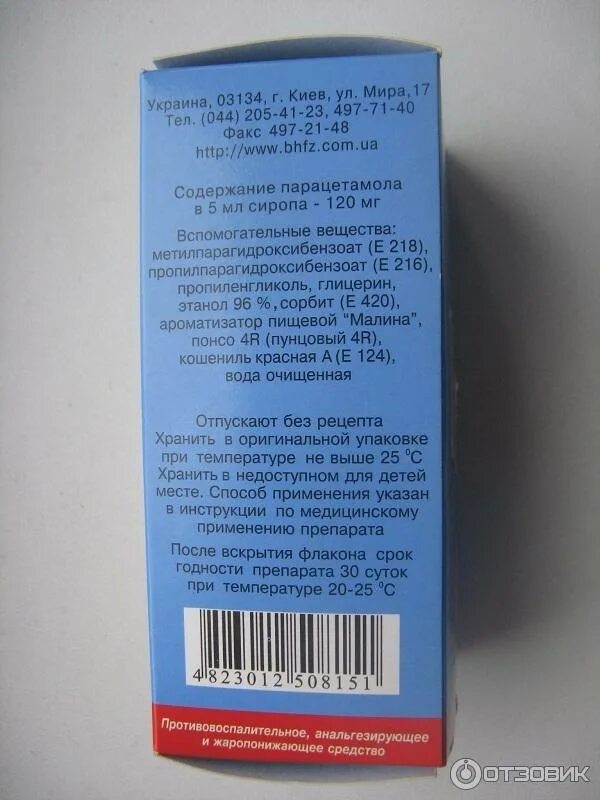 Украина, 03134, г. Киев, ул. Мира,17
Тел. (044) 205-41-23, 497-71-40
Факс 497-21-48
http://www.bhfz.com.ua
Содержание парацетамола
в 5 мл сиропа - 120 мг
Вспомогательные вещества:
метилпарагидроксибензоат (Е 218),
пропилпарагидроксибензоат (Е 216),
пропиленгликоль, глицерин,
этанол 96 %, сорбит (Е 420),
ароматизатор пищевой "Малина",
понсо 4R (пунцовый 4R),
кошениль красная А (Е 124),
вода очищенная
Отпускают без рецепта
Хранить в оригинальной упаковке
при температуре не выше 25 °С
Хранить в недоступном для детей
месте. Способ применения указан
в инструкции по медицинскому
применению препарата
После вскрытия флакона срок
годности препарата 30 суток
при температуре 20-25 °С
4 823012 508151
Противовоспалительное, анальгезирующее
и жаропонижающее средство
ОТЗОВИК